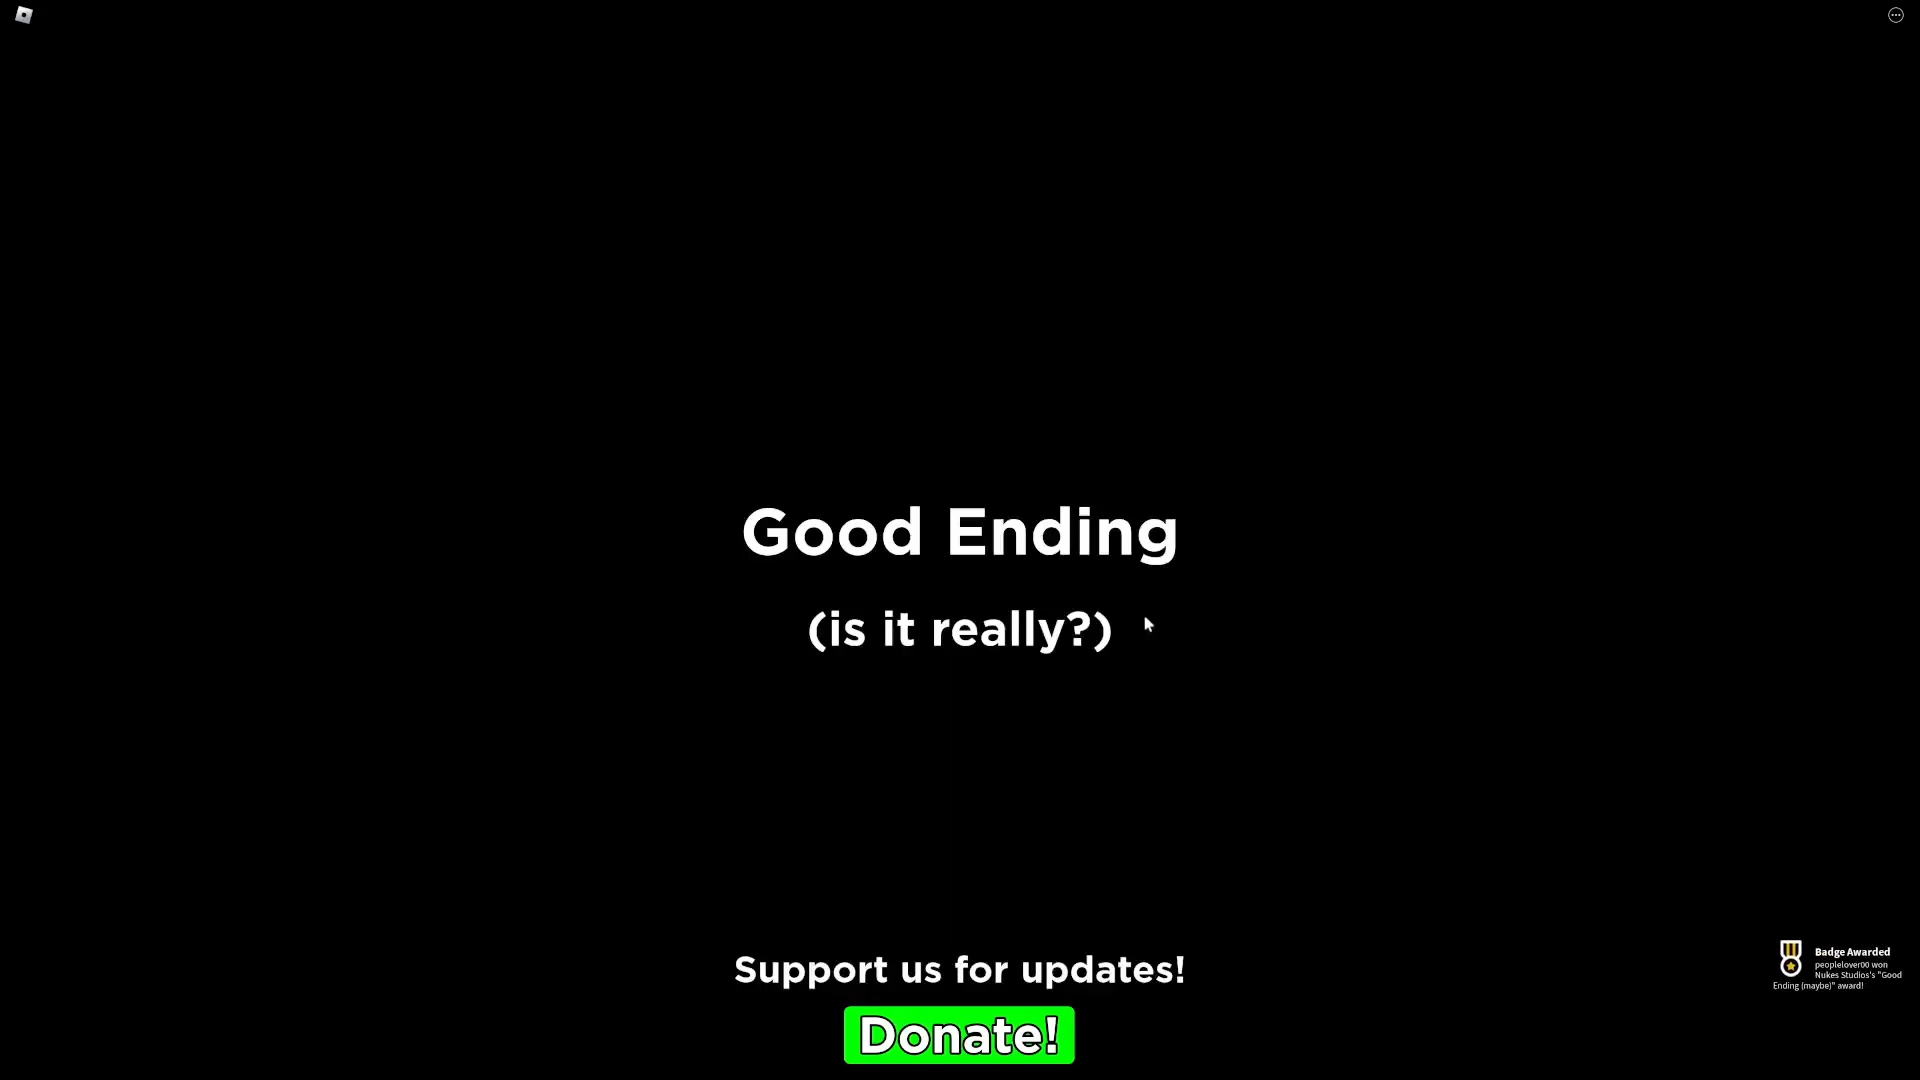 Good Ending
(is it really?)
Support us for updates!
Donate!
Badge Awarded
peoplelover00 won
Nukes Studios's "Good
Ending (maybe)" award!